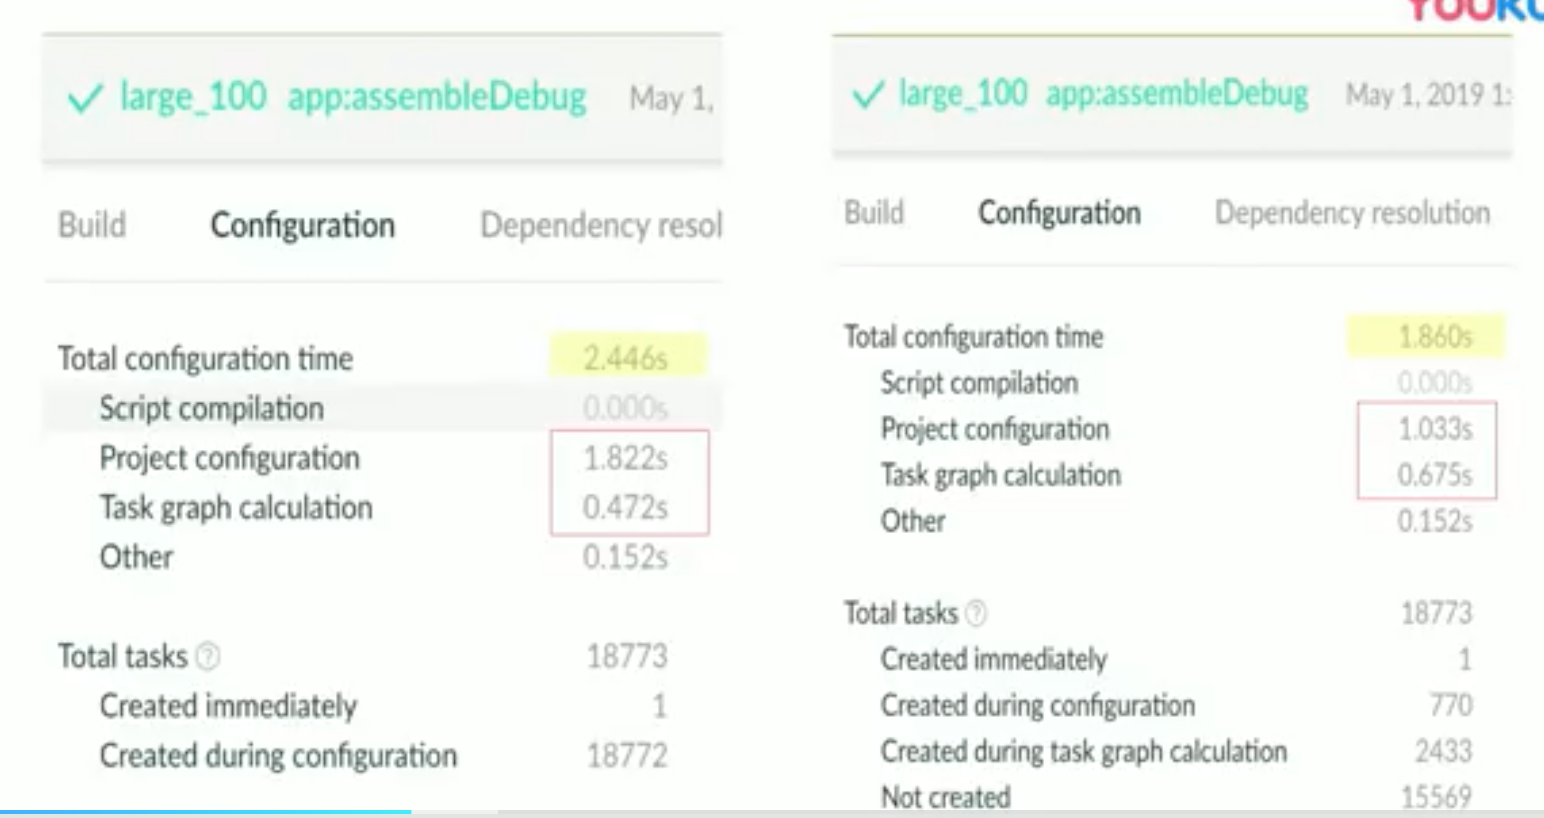 YOUKU
large_100 app:assembleDebug May 1,
Build Configuration Dependency resol
Total configuration time 2.446s
Script compilation 0.000s
Project configuration 1.822s
Task graph calculation 0.472s
Other 0.152s
Total tasks ? 18773
Created immediately 1
Created during configuration 18772
large_100 app:assembleDebug May 1, 2019 1:
Build Configuration Dependency resolution
Total configuration time 1.860s
Script compilation 0.000s
Project configuration 1.033s
Task graph calculation 0.675s
Other 0.152s
Total tasks ? 18773
Created immediately 1
Created during configuration 770
Created during task graph calculation 2433
Not created 15569